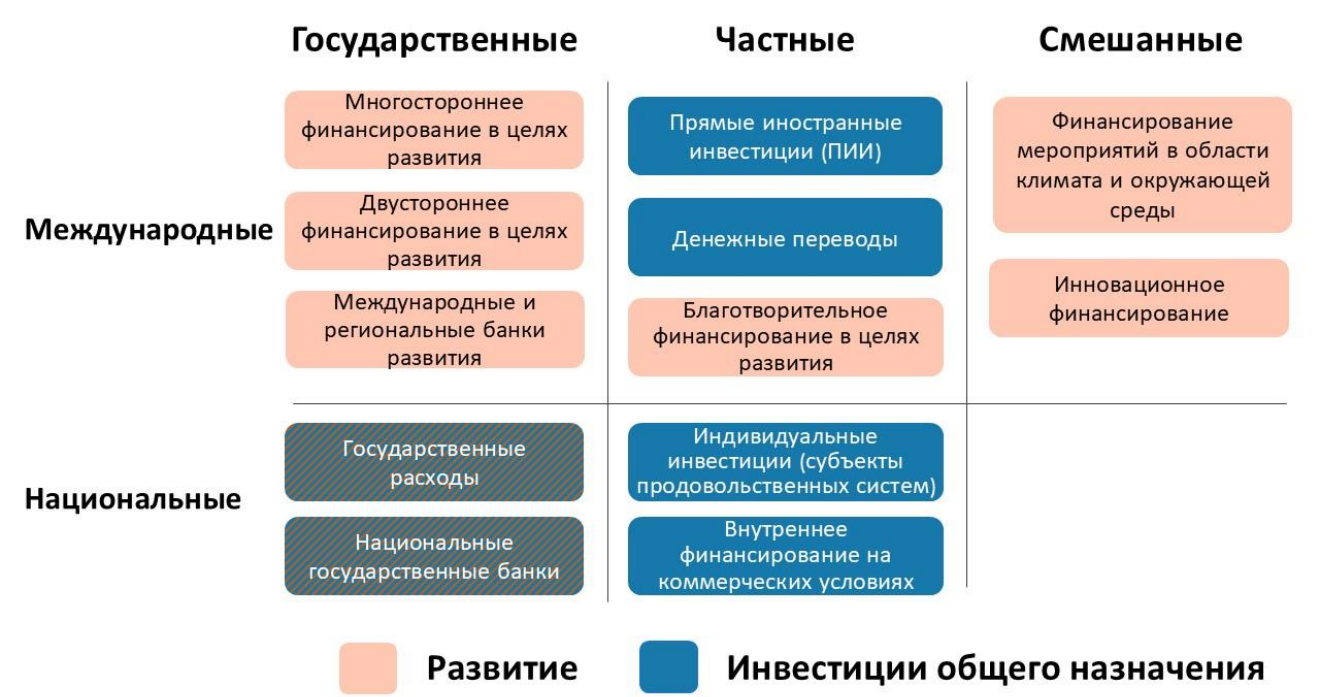 Государственные
Частные
Смешанные
Международные
Многостороннее
финансирование в целях
развития
Двустороннее
финансирование в целях
развития
Международные и
региональные банки
развития
Прямые иностранные
инвестиции (ПИИ)
Денежные переводы
Благотворительное
финансирование в целях
развития
Финансирование
мероприятий в области
климата и окружающей
среды
Инновационное
финансирование
Национальные
Государственные
расходы
Национальные
государственные банки
Индивидуальные
инвестиции (субъекты
продовольственных систем)
Внутреннее
финансирование на
коммерческих условиях
Развитие
Инвестиции общего назначения